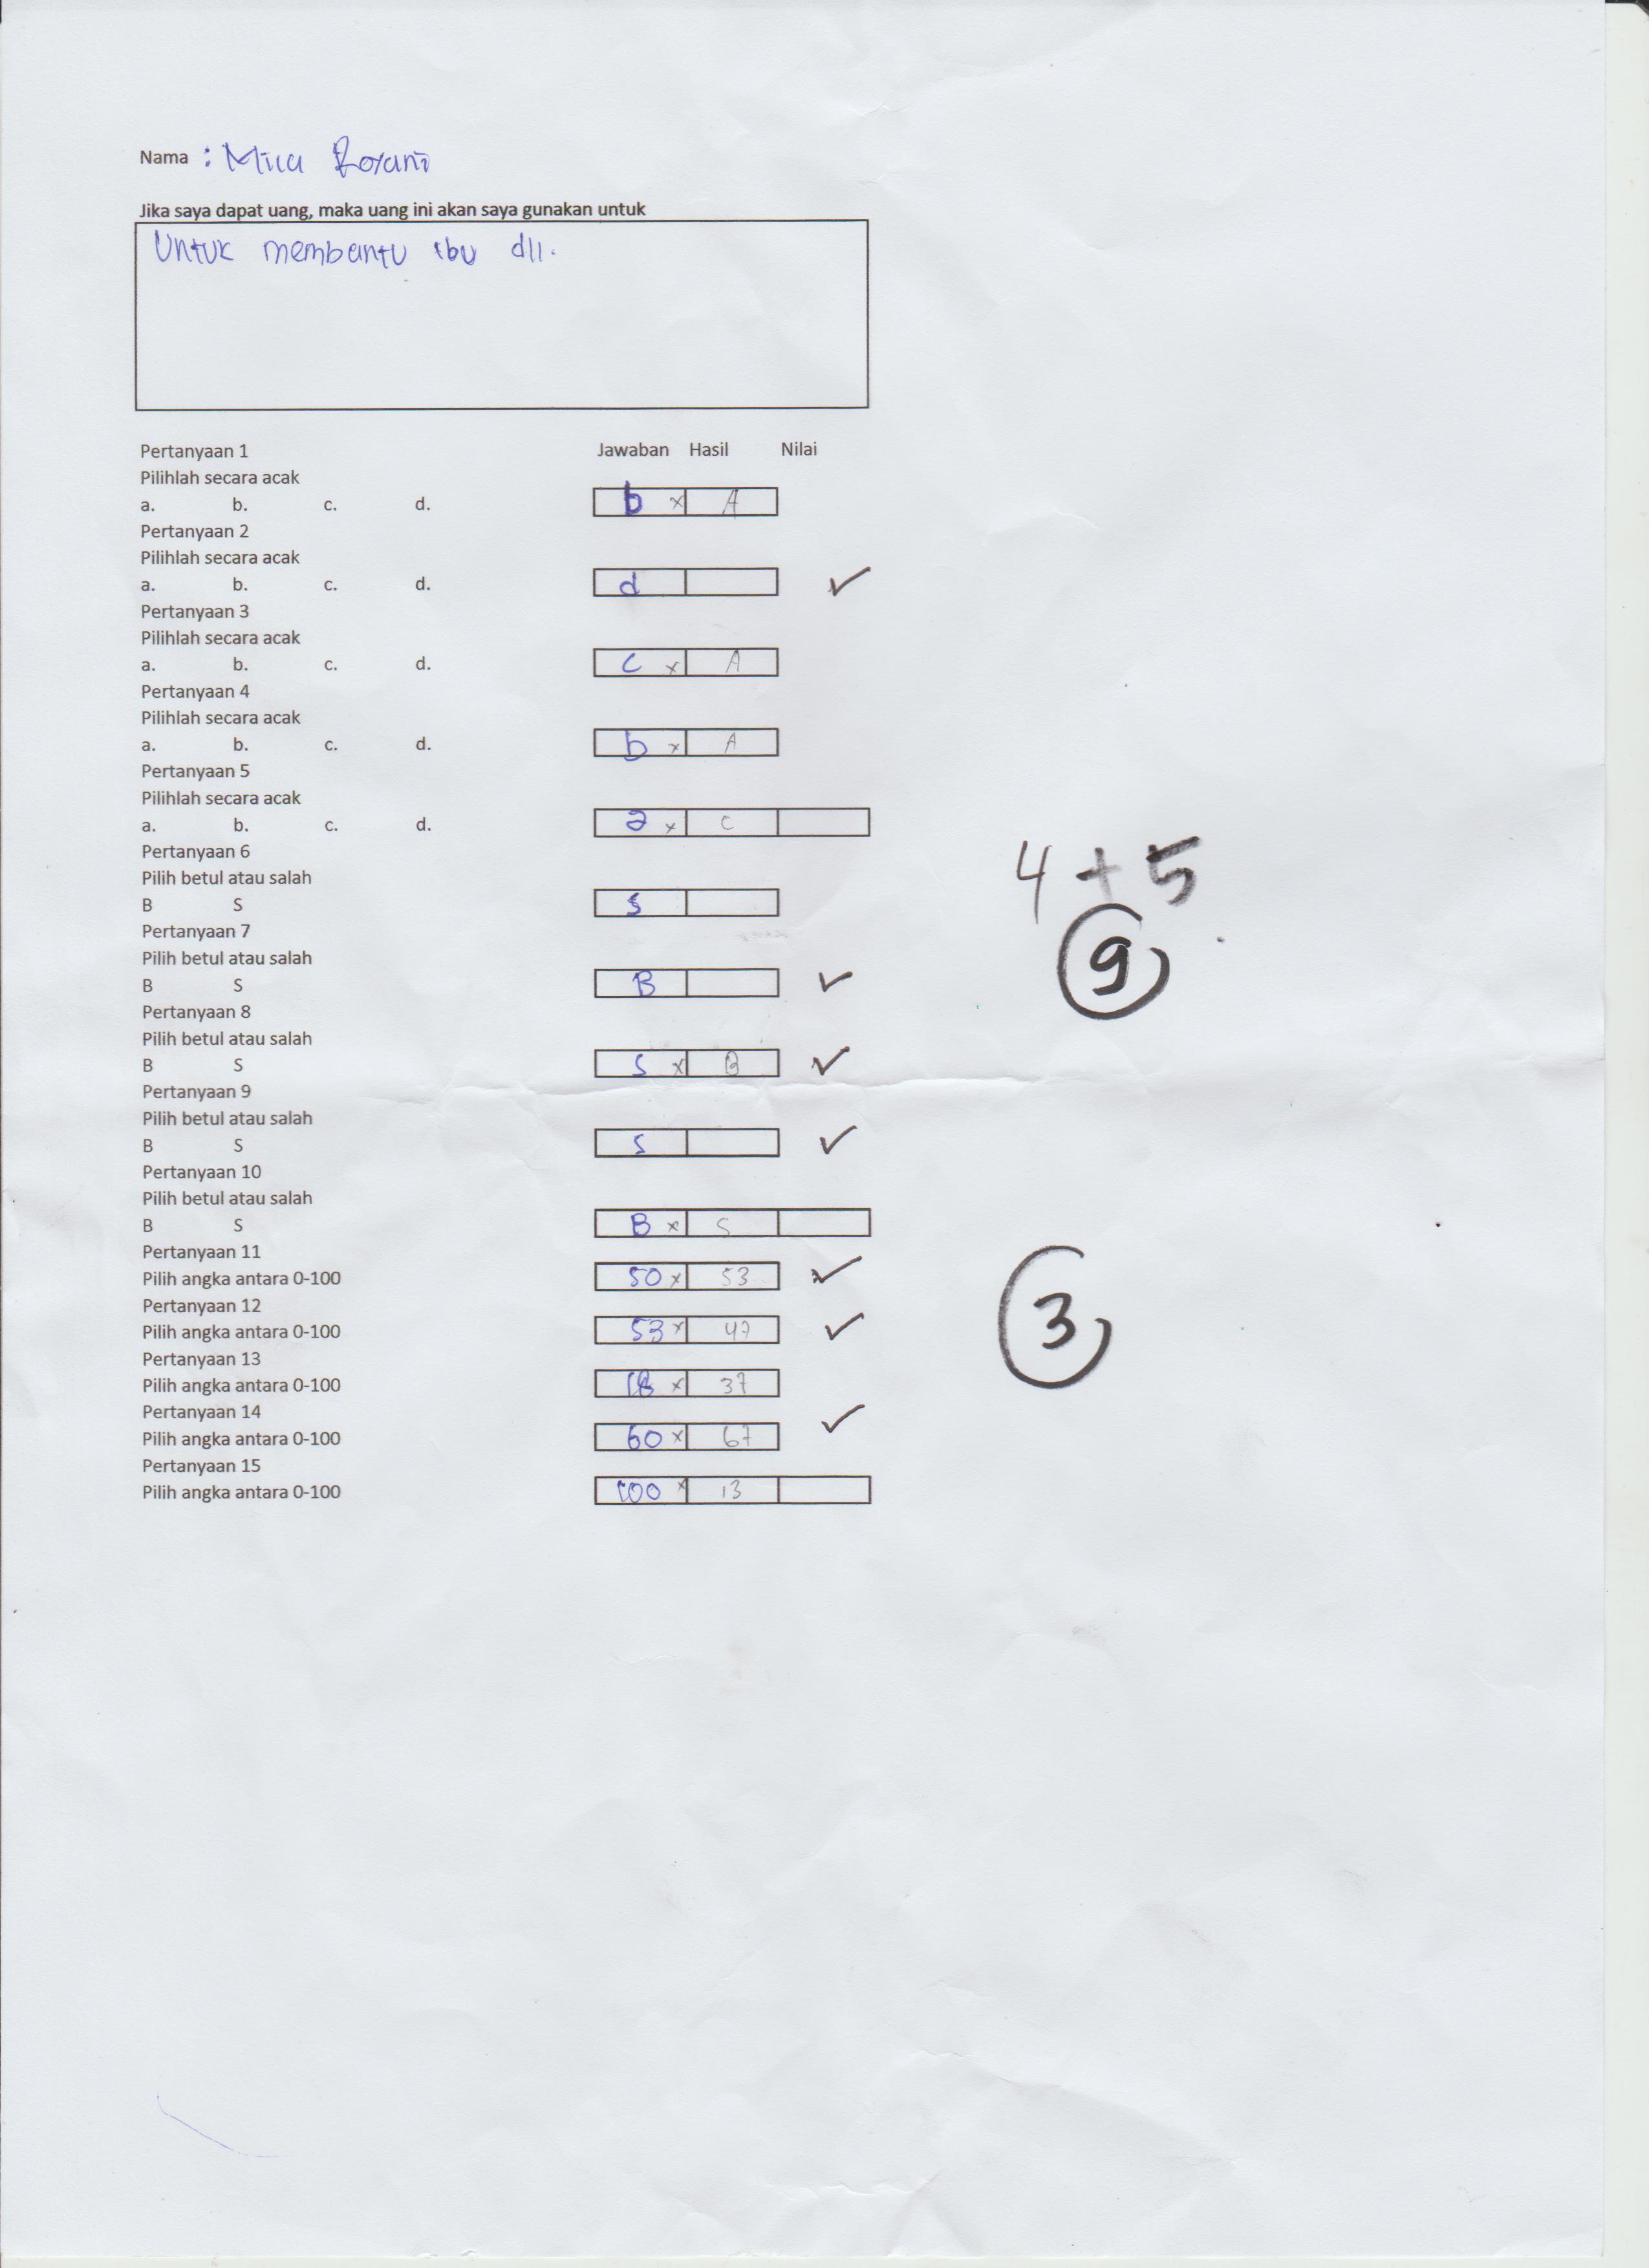 Nama : Mila Rosani
Jika saya dapat uang, maka uang ini akan saya gunakan untuk
Untuk membantu ibu dll.
Pertanyaan 1 Jawaban Hasil Nilai
Pilihlah secara acak
a. b. c. d. b x A
Pertanyaan 2
Pilihlah secara acak
a. b. c. d. d ✓
Pertanyaan 3
Pilihlah secara acak
a. b. c. d. c x A
Pertanyaan 4
Pilihlah secara acak
a. b. c. d. b x A
Pertanyaan 5
Pilihlah secara acak
a. b. c. d. a x C
Pertanyaan 6
Pilih betul atau salah
B S S
4 + 5
Pertanyaan 7
Pilih betul atau salah
B S B ✓
9
Pertanyaan 8
Pilih betul atau salah
B S S x B ✓
Pertanyaan 9
Pilih betul atau salah
B S S ✓
Pertanyaan 10
Pilih betul atau salah
B S B x S
Pertanyaan 11
Pilih angka antara 0-100 50 x 53 ✓
Pertanyaan 12
Pilih angka antara 0-100 53 x 47 ✓
3
Pertanyaan 13
Pilih angka antara 0-100 x 37
Pertanyaan 14
Pilih angka antara 0-100 60 x 67 ✓
Pertanyaan 15
Pilih angka antara 0-100 100 x 13